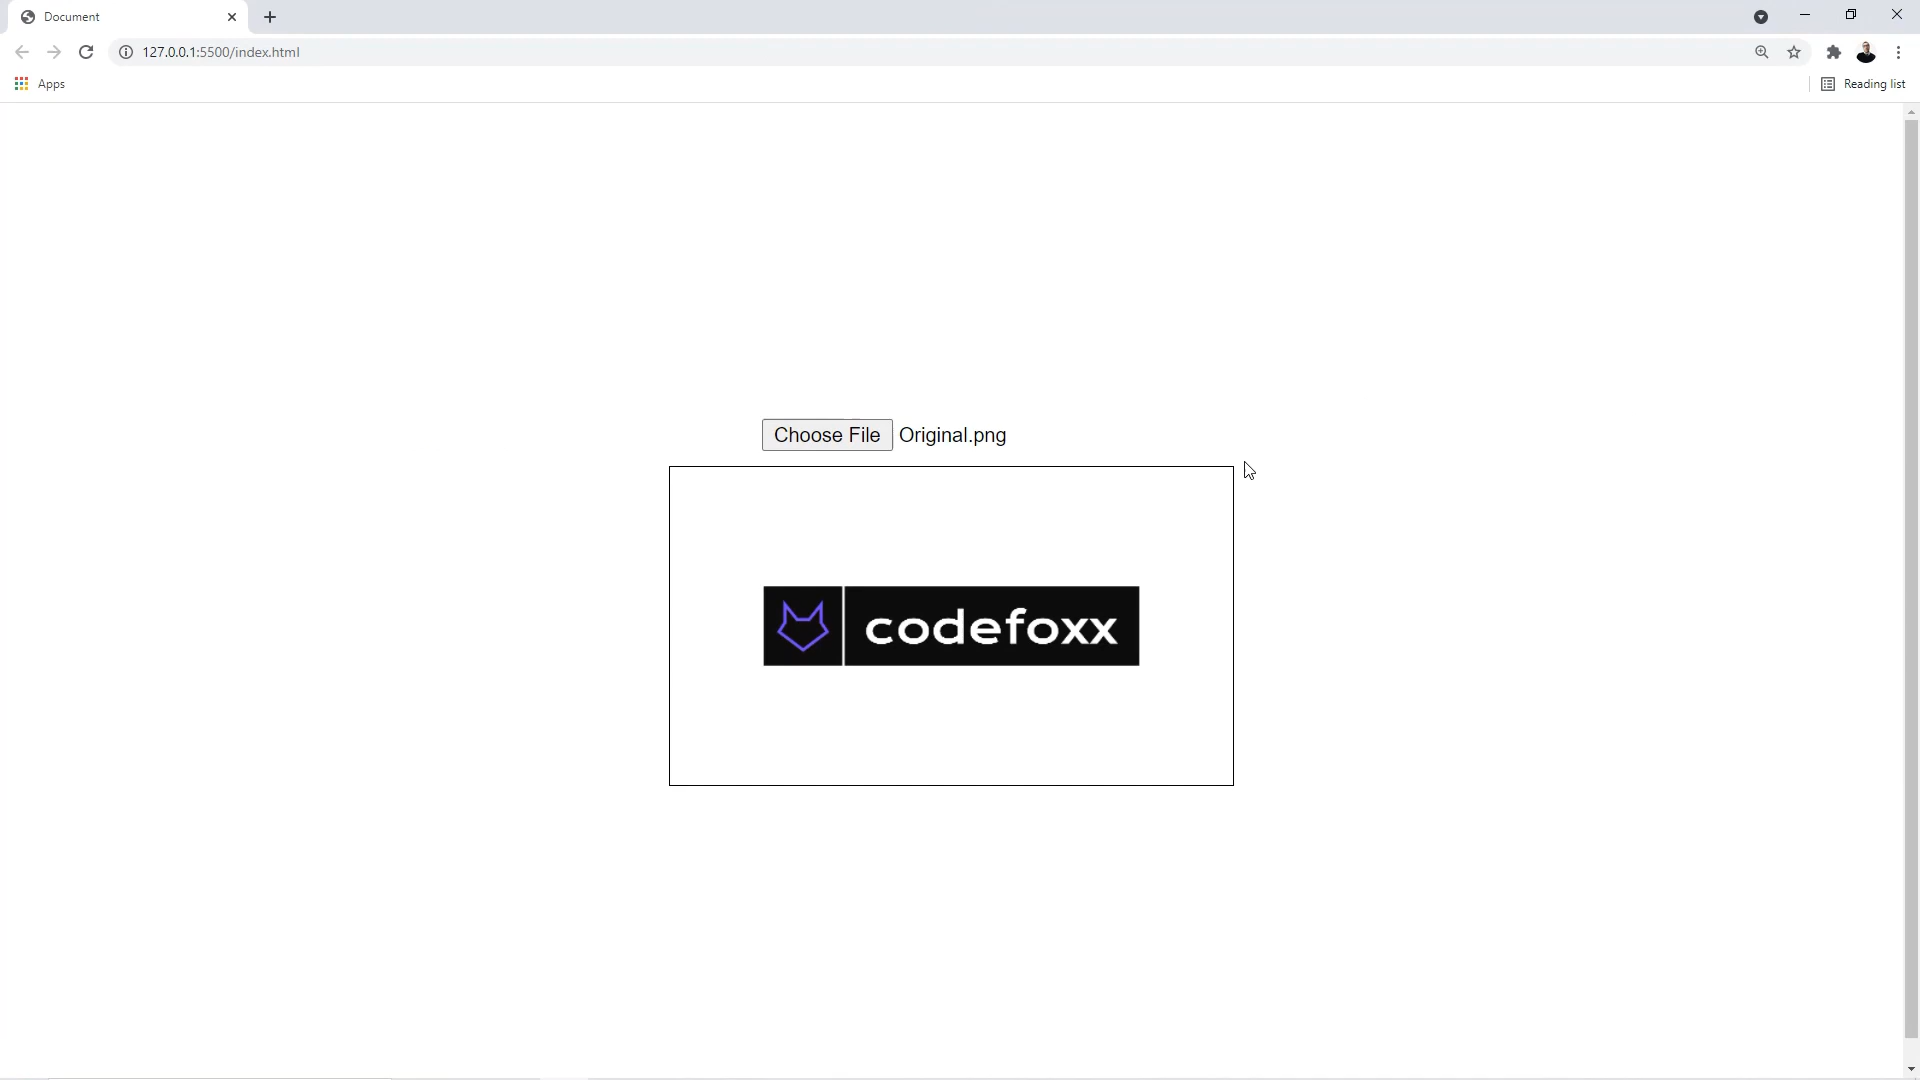 Document
127.0.0.1:5500/index.html
Apps
Reading list
Choose File Original.png
codefoxx